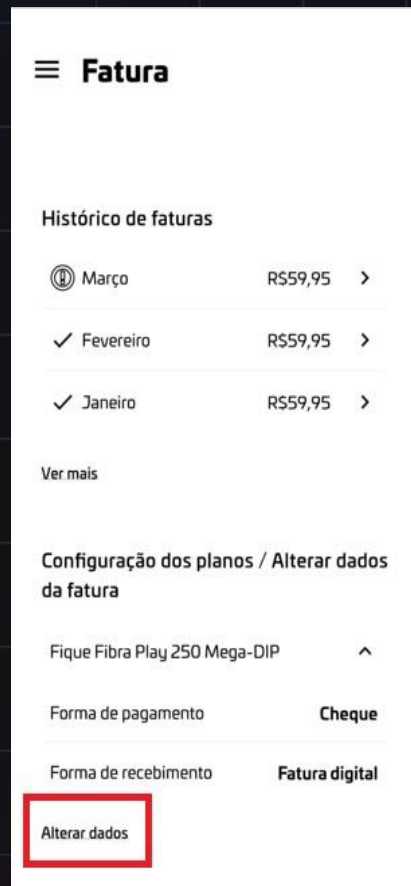 Fatura
Histórico de faturas
Março R$59,95
Fevereiro R$59,95
Janeiro R$59,95
Ver mais
Configuração dos planos / Alterar dados
da fatura
Fique Fibra Play 250 Mega-DIP
Forma de pagamento Cheque
Forma de recebimento Fatura digital
Alterar dados